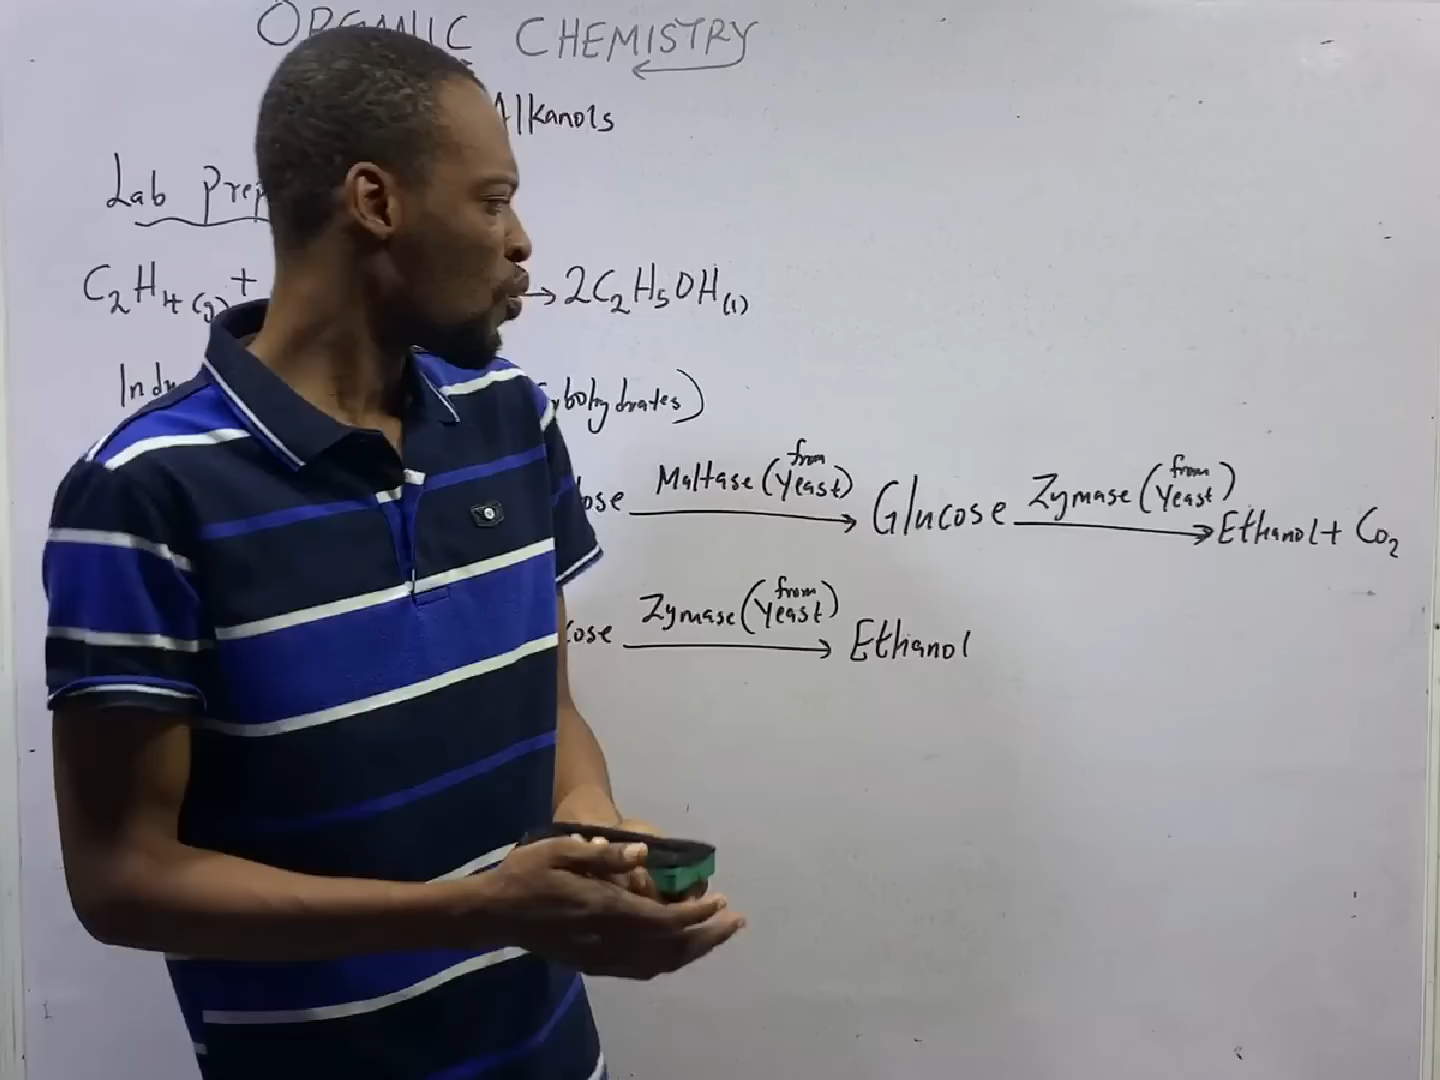 ORGANIC CHEMISTRY
Alkanols
Lab Prep
C2H4(g) + → 2C2H5OH(l)
Indu bohydrates)
ose Maltase (from Yeast) → Glucose Zymase (from Yeast) → Ethanol + Co2
cose Zymase (from Yeast) → Ethanol